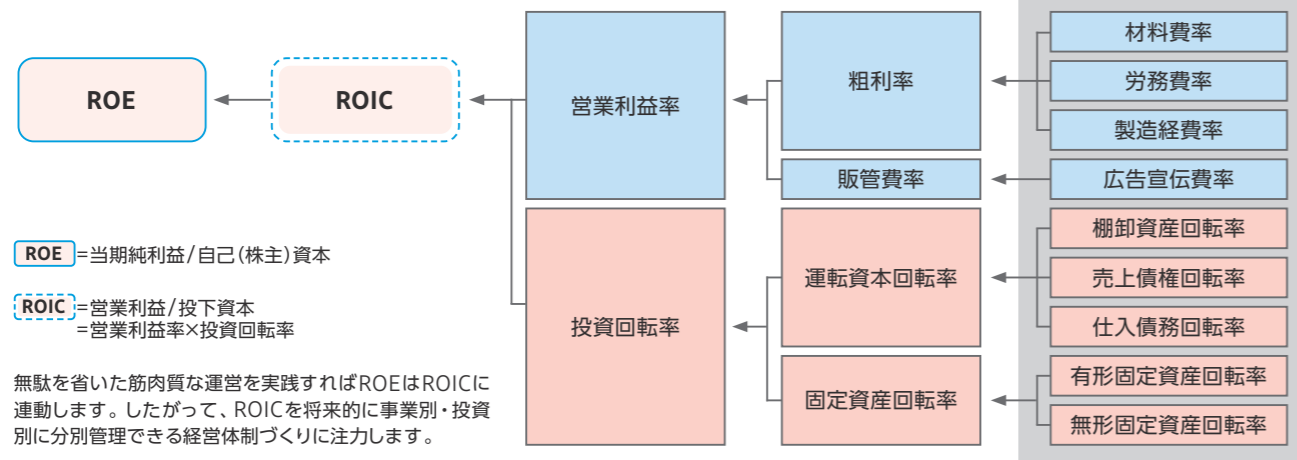 ROE
ROIC
営業利益率
粗利率
材料費率
労務費率
製造経費率
販管費率
広告宣伝費率
投資回転率
運転資本回転率
棚卸資産回転率
売上債権回転率
仕入債務回転率
固定資産回転率
有形固定資産回転率
無形固定資産回転率
ROE =当期純利益/自己(株主)資本
ROIC =営業利益/投下資本
=営業利益率×投資回転率
無駄を省いた筋肉質な運営を実践すればROEはROICに
連動します。したがって、ROICを将来的に事業別・投資
別に分別管理できる経営体制づくりに注力します。